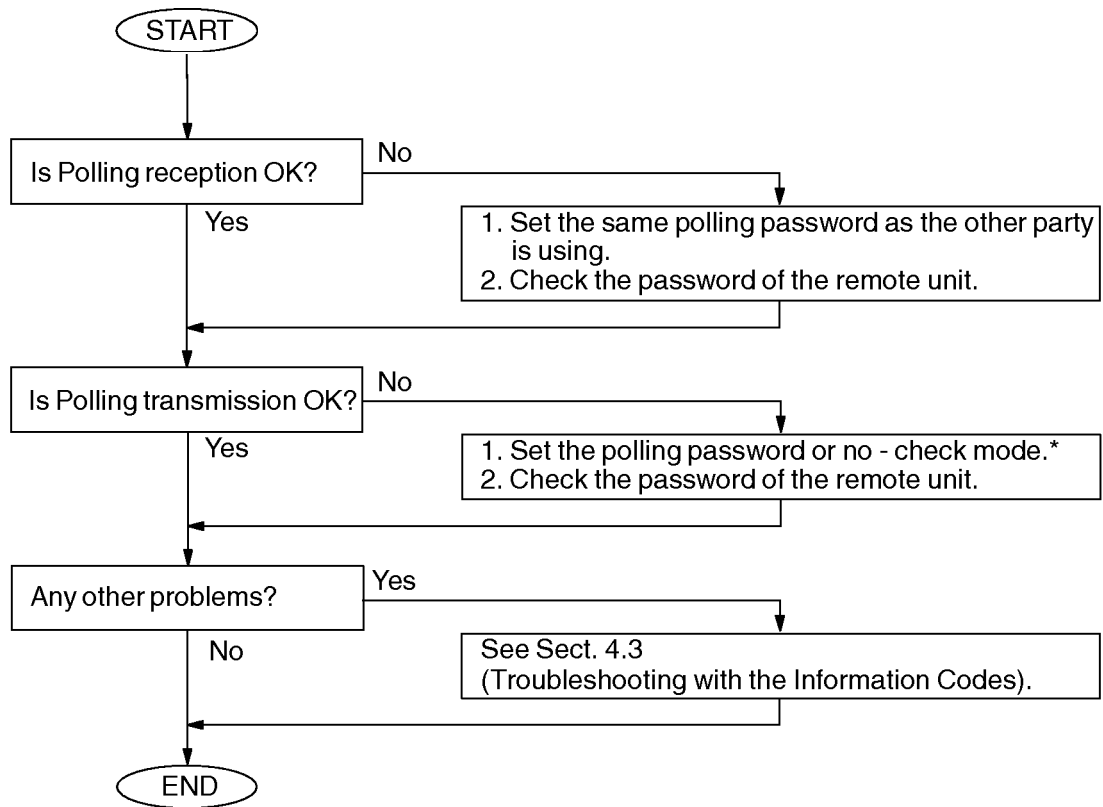 START
Is Polling reception OK?
No
Yes
1. Set the same polling password as the other party
is using.
2. Check the password of the remote unit.
Is Polling transmission OK?
No
Yes
1. Set the polling password or no - check mode.*
2. Check the password of the remote unit.
Any other problems?
Yes
No
See Sect. 4.3
(Troubleshooting with the Information Codes).
END